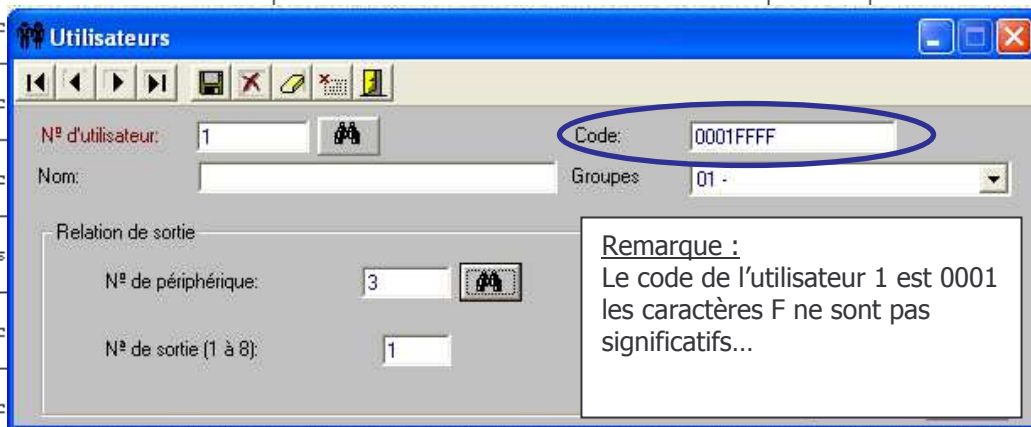 Utilisateurs
Nº d'utilisateur: 1 Code: 0001FFFF
Nom: Groupes 01 -
Relation de sortie
Nº de périphérique: 3
Nº de sortie (1 à 8): 1
Remarque :
Le code de l'utilisateur 1 est 0001
les caractères F ne sont pas
significatifs...